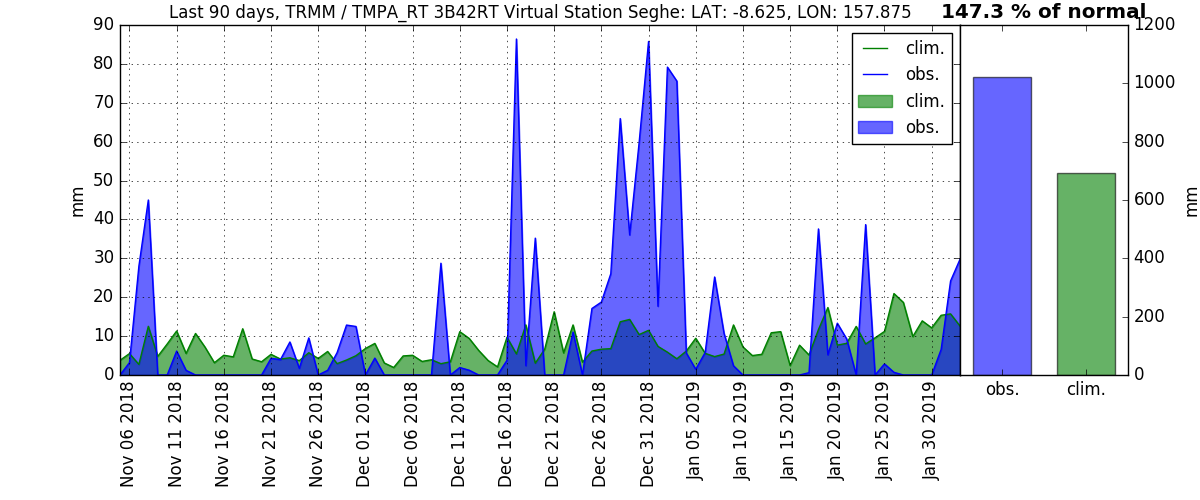 Last 90 days, TRMM / TMPA_RT 3B42RT Virtual Station Seghe: LAT: -8.625, LON: 157.875
147.3 % of normal
mm
90
80
70
60
50
40
30
20
10
0
clim.
obs.
clim.
obs.
Nov 06 2018
Nov 11 2018
Nov 16 2018
Nov 21 2018
Nov 26 2018
Dec 01 2018
Dec 06 2018
Dec 11 2018
Dec 16 2018
Dec 21 2018
Dec 26 2018
Dec 31 2018
Jan 05 2019
Jan 10 2019
Jan 15 2019
Jan 20 2019
Jan 25 2019
Jan 30 2019
1200
1000
800
600
400
200
0
mm
obs.
clim.